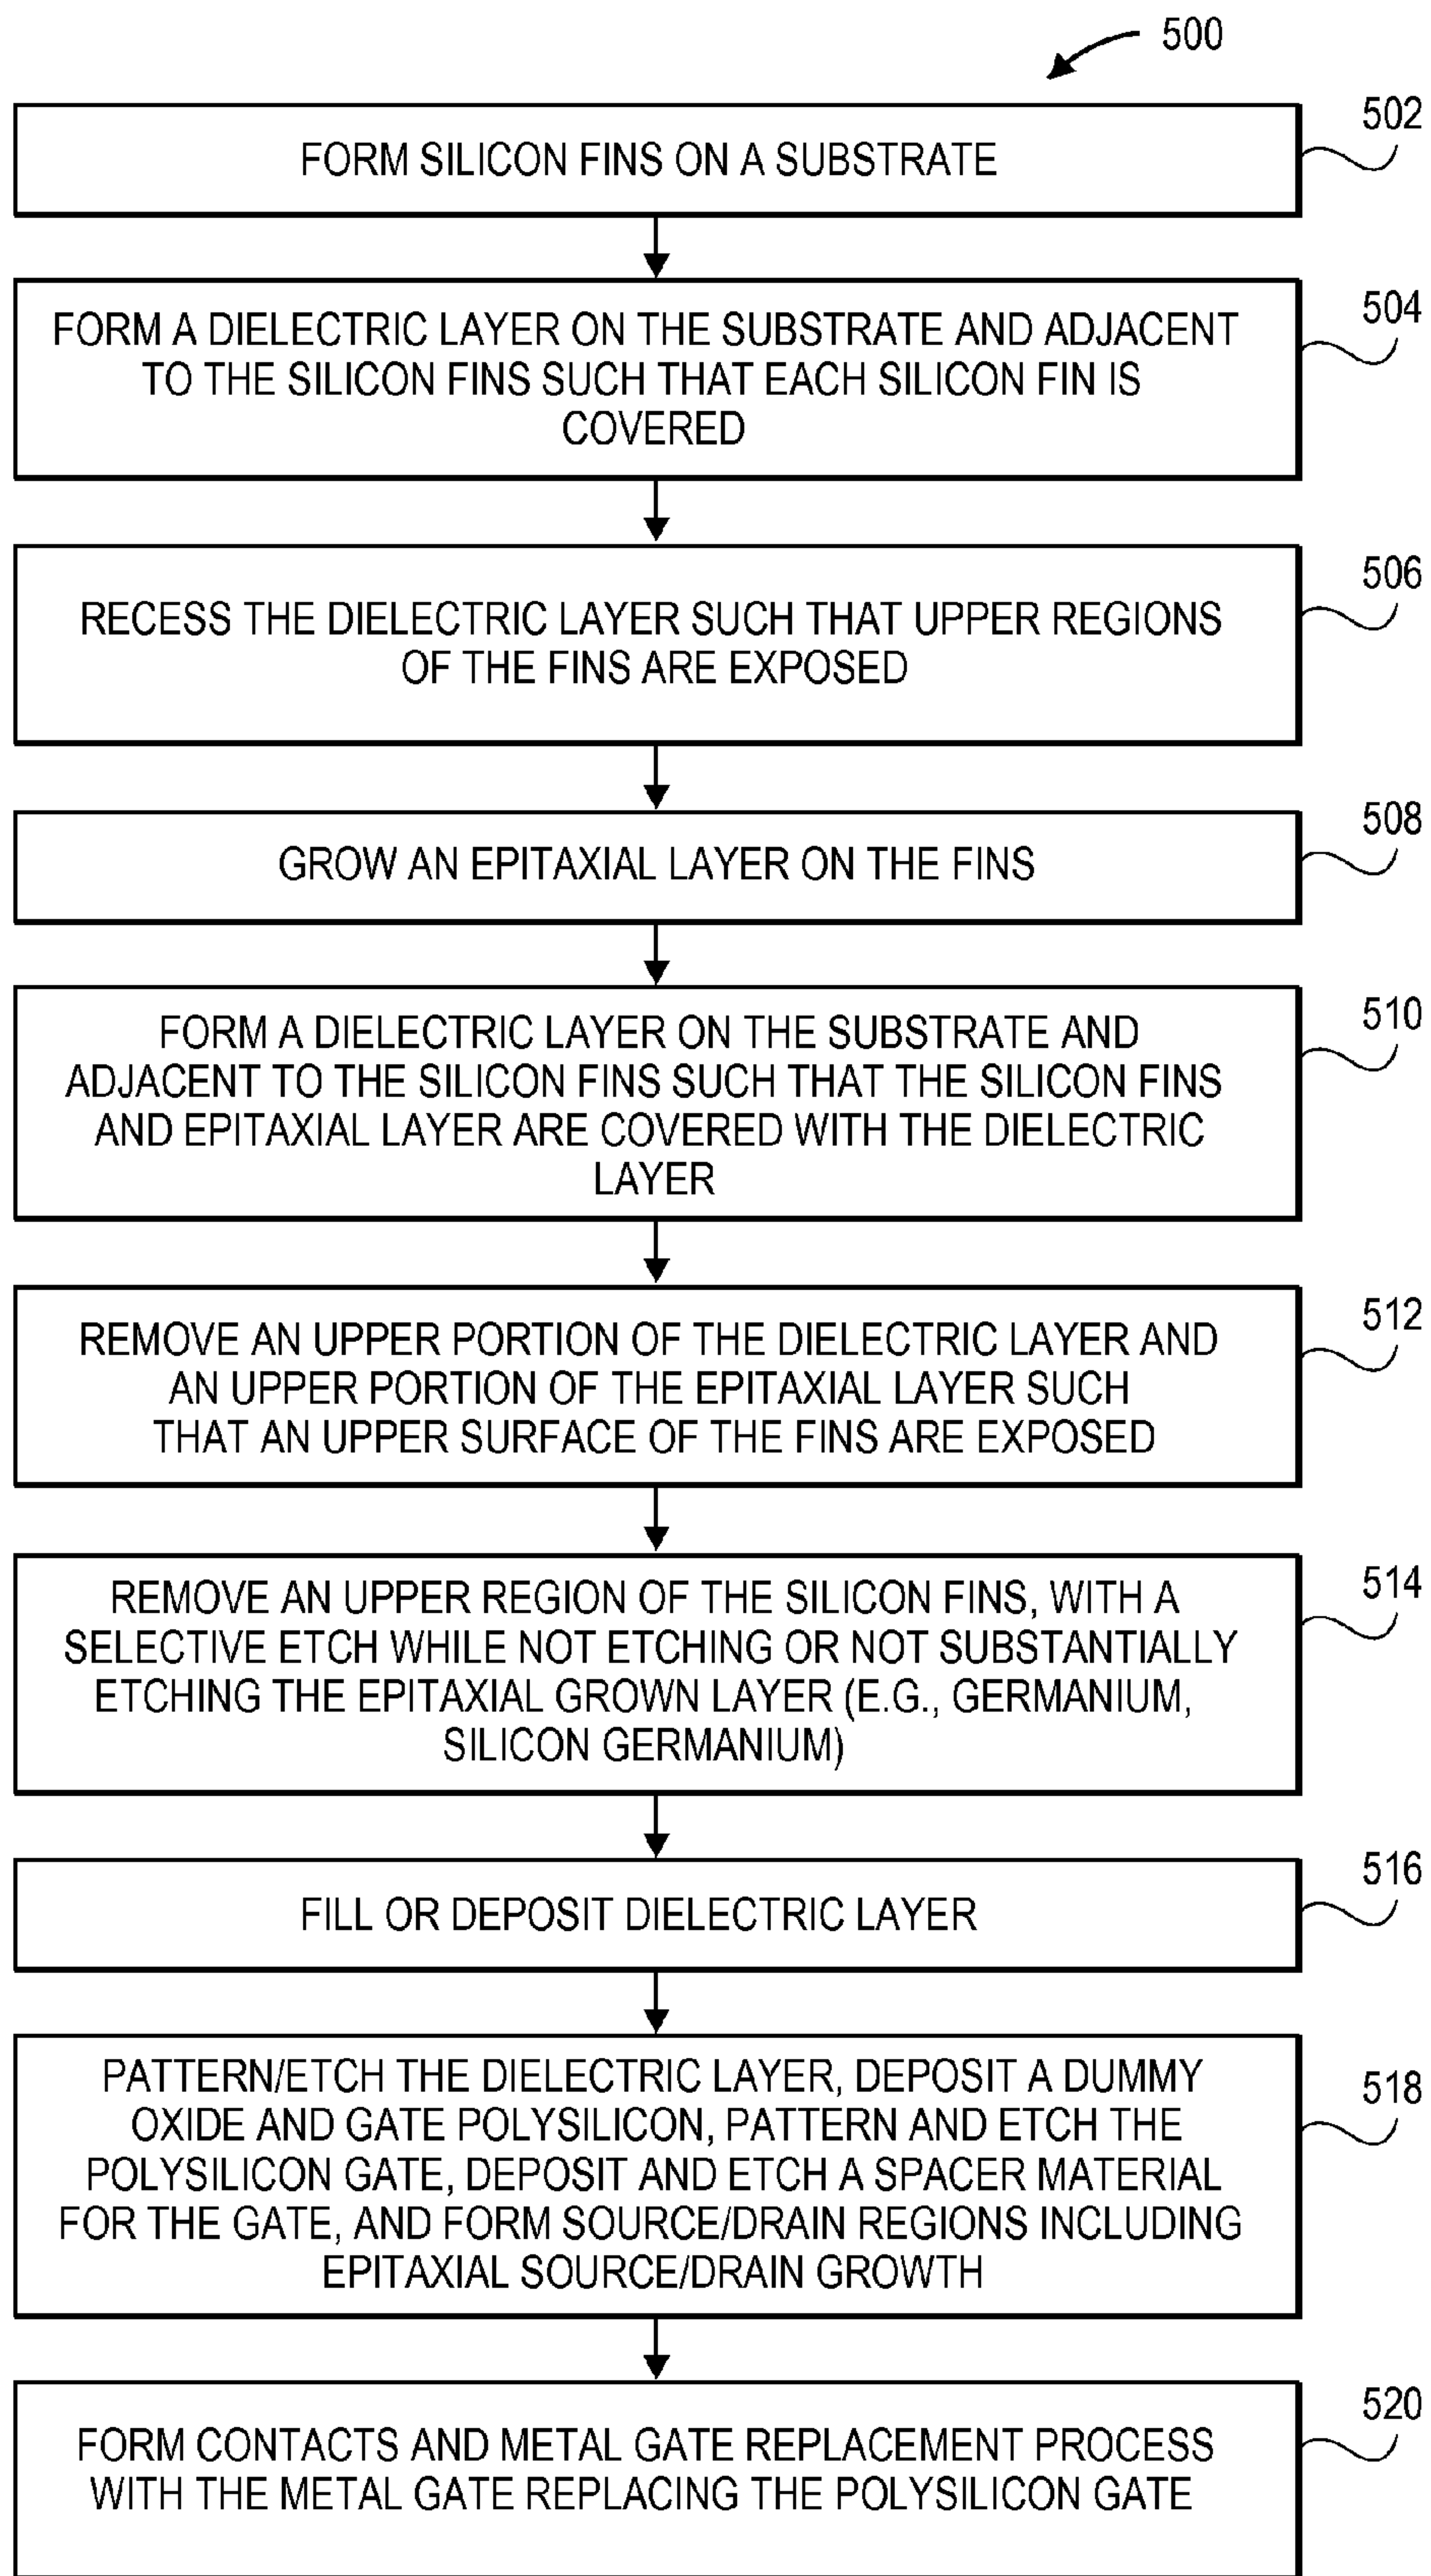 500
502
FORM SILICON FINS ON A SUBSTRATE
504
FORM A DIELECTRIC LAYER ON THE SUBSTRATE AND ADJACENT
TO THE SILICON FINS SUCH THAT EACH SILICON FIN IS
COVERED
506
RECESS THE DIELECTRIC LAYER SUCH THAT UPPER REGIONS
OF THE FINS ARE EXPOSED
508
GROW AN EPITAXIAL LAYER ON THE FINS
510
FORM A DIELECTRIC LAYER ON THE SUBSTRATE AND
ADJACENT TO THE SILICON FINS SUCH THAT THE SILICON FINS
AND EPITAXIAL LAYER ARE COVERED WITH THE DIELECTRIC
LAYER
512
REMOVE AN UPPER PORTION OF THE DIELECTRIC LAYER AND
AN UPPER PORTION OF THE EPITAXIAL LAYER SUCH
THAT AN UPPER SURFACE OF THE FINS ARE EXPOSED
514
REMOVE AN UPPER REGION OF THE SILICON FINS, WITH A
SELECTIVE ETCH WHILE NOT ETCHING OR NOT SUBSTANTIALLY
ETCHING THE EPITAXIAL GROWN LAYER (E.G., GERMANIUM,
SILICON GERMANIUM)
516
FILL OR DEPOSIT DIELECTRIC LAYER
518
PATTERN/ETCH THE DIELECTRIC LAYER, DEPOSIT A DUMMY
OXIDE AND GATE POLYSILICON, PATTERN AND ETCH THE
POLYSILICON GATE, DEPOSIT AND ETCH A SPACER MATERIAL
FOR THE GATE, AND FORM SOURCE/DRAIN REGIONS INCLUDING
EPITAXIAL SOURCE/DRAIN GROWTH
520
FORM CONTACTS AND METAL GATE REPLACEMENT PROCESS
WITH THE METAL GATE REPLACING THE POLYSILICON GATE